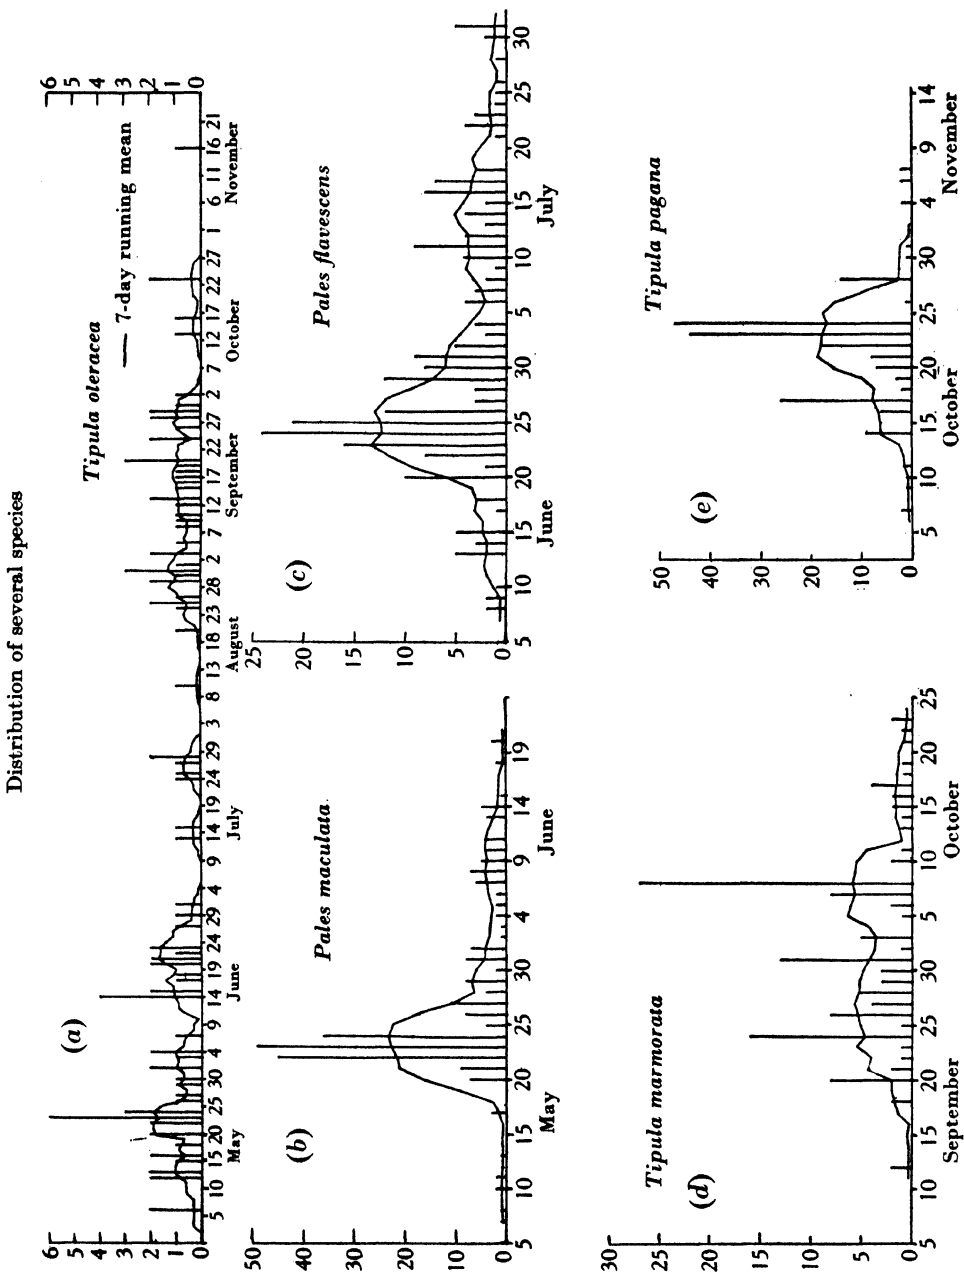 Distribution of several species
(a)
Tipula oleracea
7-day running mean
6
5
4
3
2
1
0
6
5
4
3
2
1
0
5 10 15 20 25 30 4 9 14 19 24 29 4 9 14 19 24 29 3 8 13 18 23 28 2 7 12 17 22 27 2 7 12 17 22 27 1 6 11 16 21
May June July August September October November
(b)
Pales maculata
50
40
30
20
10
0
5 10 15 20 25 30 4 9 14 19
May June
(c)
Pales flavescens
25
20
15
10
5
0
5 10 15 20 25 30 5 10 15 20 25 30
June July
(d)
Tipula marmorata
30
25
20
15
10
5
0
5 10 15 20 25 30 5 10 15 20 25
September October
(e)
Tipula pagana
50
40
30
20
10
0
5 10 15 20 25 30 4 9 14
October November